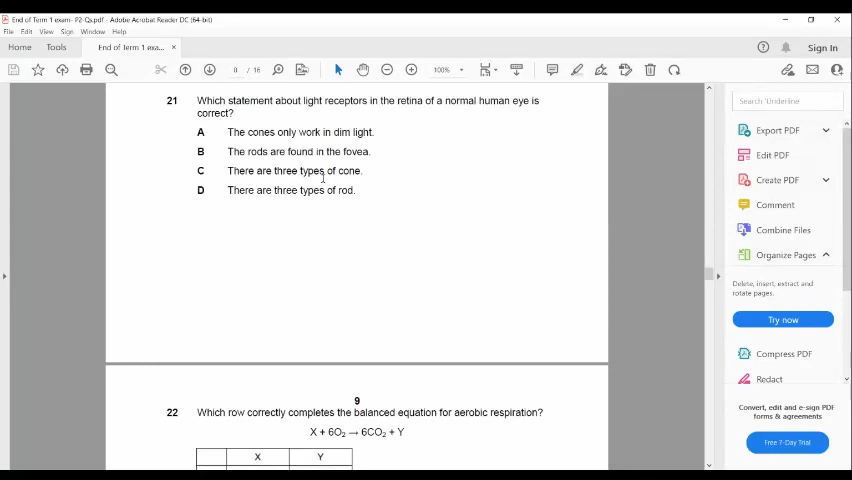 End of Term 1 exam- P2-Qs.pdf - Adobe Acrobat Reader DC (64-bit)
File Edit View Sign Window Help
Home Tools End of Term 1 exa... × Sign In
8 / 16 100%
21 Which statement about light receptors in the retina of a normal human eye is
correct?
A The cones only work in dim light.
B The rods are found in the fovea.
C There are three types of cone.
D There are three types of rod.
9
22 Which row correctly completes the balanced equation for aerobic respiration?
X + 6O₂ → 6CO₂ + Y
X Y
Search 'Underline
Export PDF
Edit PDF
Create PDF
Comment
Combine Files
Organize Pages
Delete, insert, extract and
rotate pages.
Try now
Compress PDF
Redact
Convert, edit and e-sign PDF
forms & agreements
Free 7-Day Trial